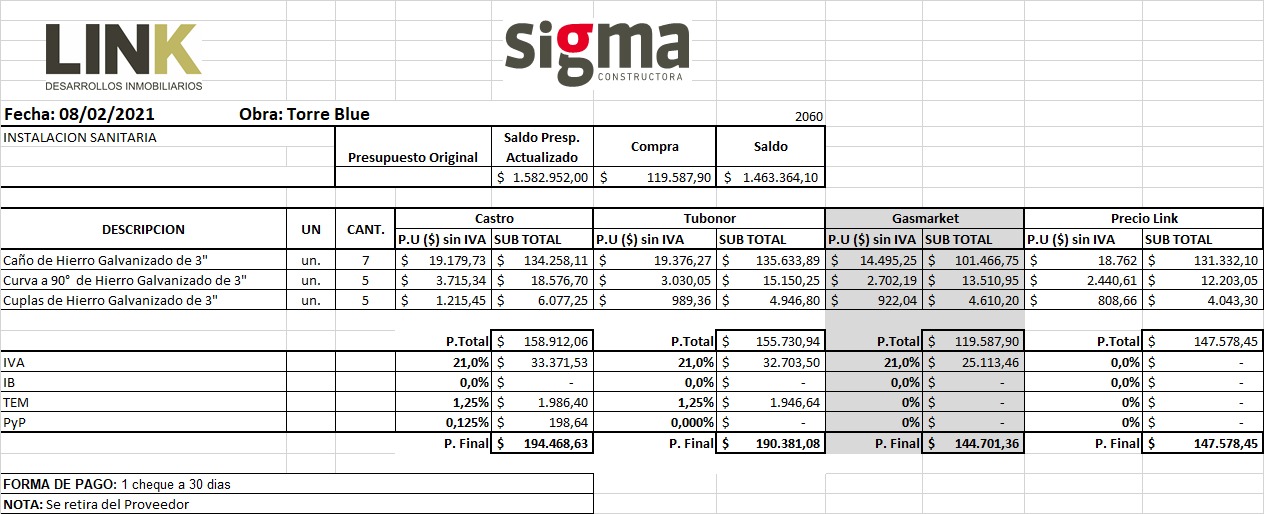 LINK
DESARROLLOS INMOBILIARIOS
sigma
CONSTRUCTORA
Fecha: 08/02/2021 Obra: Torre Blue 2060
INSTALACION SANITARIA
Presupuesto Original Saldo Presp. Actualizado Compra Saldo
$ 1.582.952,00 $ 119.587,90 $ 1.463.364,10
DESCRIPCION UN CANT. Castro Tubonor Gasmarket Precio Link
P.U ($) sin IVA SUB TOTAL P.U ($) sin IVA SUB TOTAL P.U ($) sin IVA SUB TOTAL P.U ($) sin IVA SUB TOTAL
Caño de Hierro Galvanizado de 3" un. 7 $ 19.179,73 $ 134.258,11 $ 19.376,27 $ 135.633,89 $ 14.495,25 $ 101.466,75 $ 18.762 $ 131.332,10
Curva a 90° de Hierro Galvanizado de 3" un. 5 $ 3.715,34 $ 18.576,70 $ 3.030,05 $ 15.150,25 $ 2.702,19 $ 13.510,95 $ 2.440,61 $ 12.203,05
Cuplas de Hierro Galvanizado de 3" un. 5 $ 1.215,45 $ 6.077,25 $ 989,36 $ 4.946,80 $ 922,04 $ 4.610,20 $ 808,66 $ 4.043,30
P.Total $ 158.912,06 P.Total $ 155.730,94 P.Total $ 119.587,90 P.Total $ 147.578,45
IVA 21,0% $ 33.371,53 21,0% $ 32.703,50 21,0% $ 25.113,46 0,0% $ -
IB 0,0% $ - 0,0% $ - 0,0% $ - 0,0% $ -
TEM 1,25% $ 1.986,40 1,25% $ 1.946,64 0% $ - 0% $ -
PyP 0,125% $ 198,64 0,000% $ - 0% $ - 0% $ -
P. Final $ 194.468,63 P. Final $ 190.381,08 P. Final $ 144.701,36 P. Final $ 147.578,45
FORMA DE PAGO: 1 cheque a 30 dias
NOTA: Se retira del Proveedor